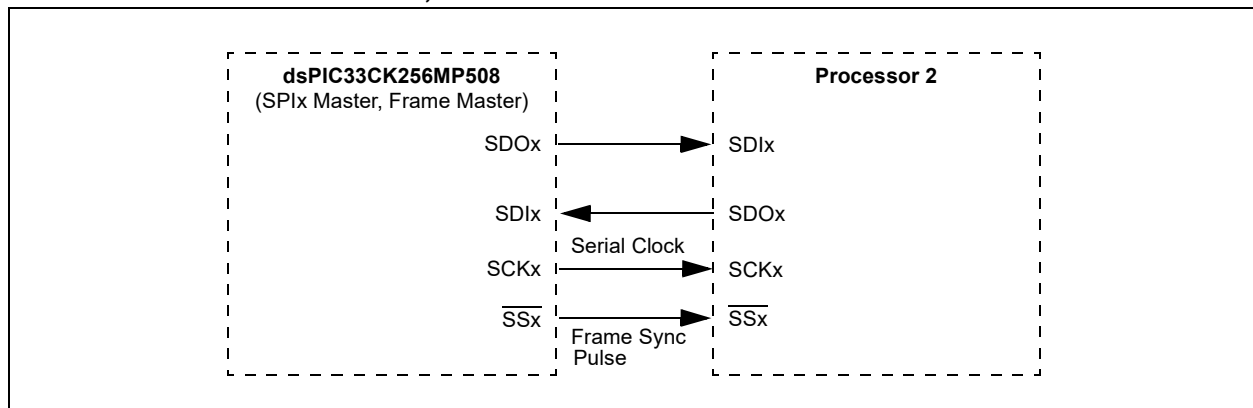 dsPIC33CK256MP508
(SPIx Master, Frame Master)
Processor 2
SDOx
SDIx
SDIx
SDOx
Serial Clock
SCKx
SCKx
SSx
SSx
Frame Sync
Pulse